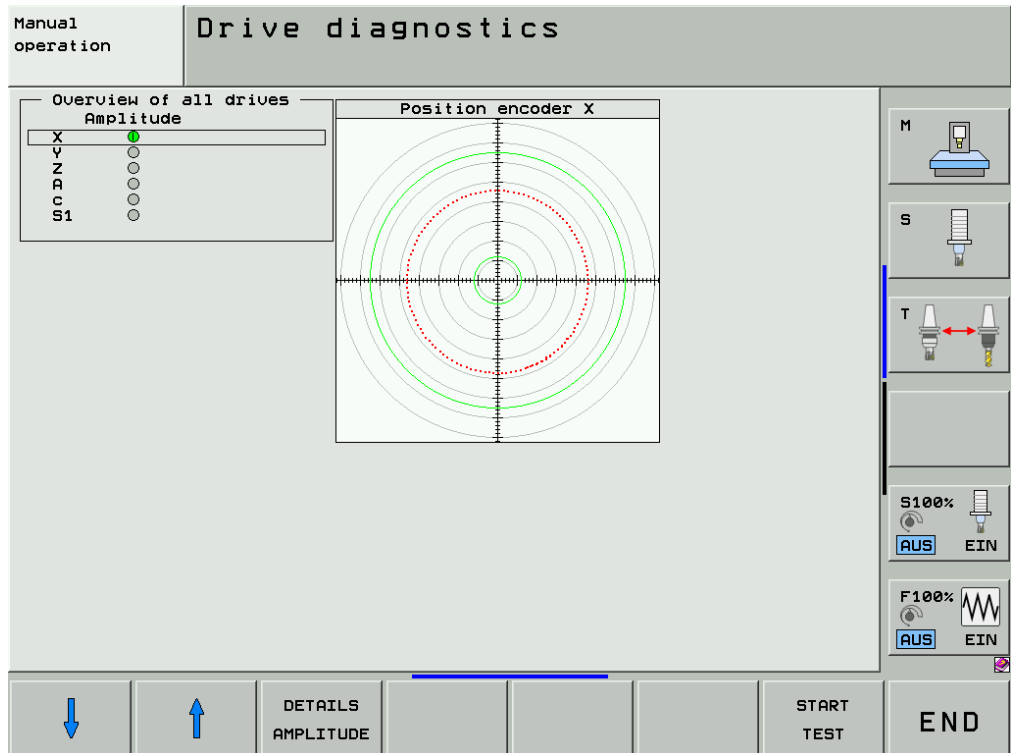 Manual
operation
Drive diagnostics
Overview of all drives
Amplitude
X
Y
Z
A
C
S1
Position encoder X
M
S
T
S100%
AUS EIN
F100%
AUS EIN
DETAILS
AMPLITUDE
START
TEST
END